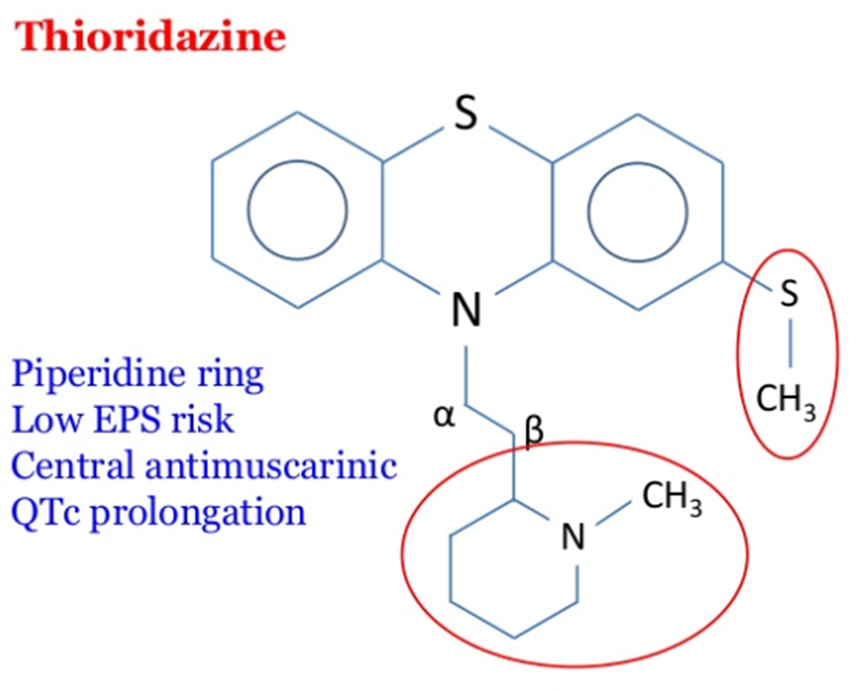 Thioridazine
S
N
S
CH₃
α
β
Piperidine ring
Low EPS risk
Central antimuscarinic
QTc prolongation
CH₃
N